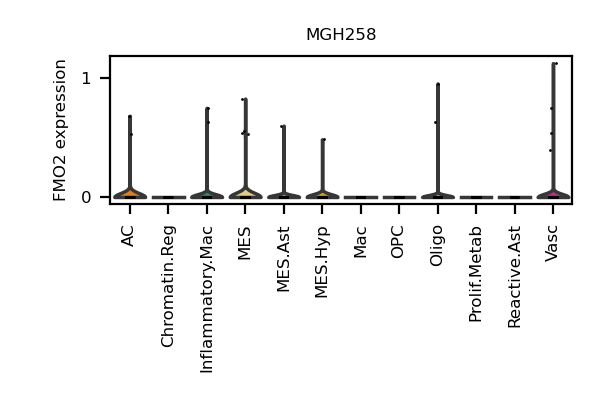 MGH258
FMO2 expression
1
0
AC
Chromatin.Reg
Inflammatory.Mac
MES
MES.Ast
MES.Hyp
Mac
OPC
Oligo
Prolif.Metab
Reactive.Ast
Vasc